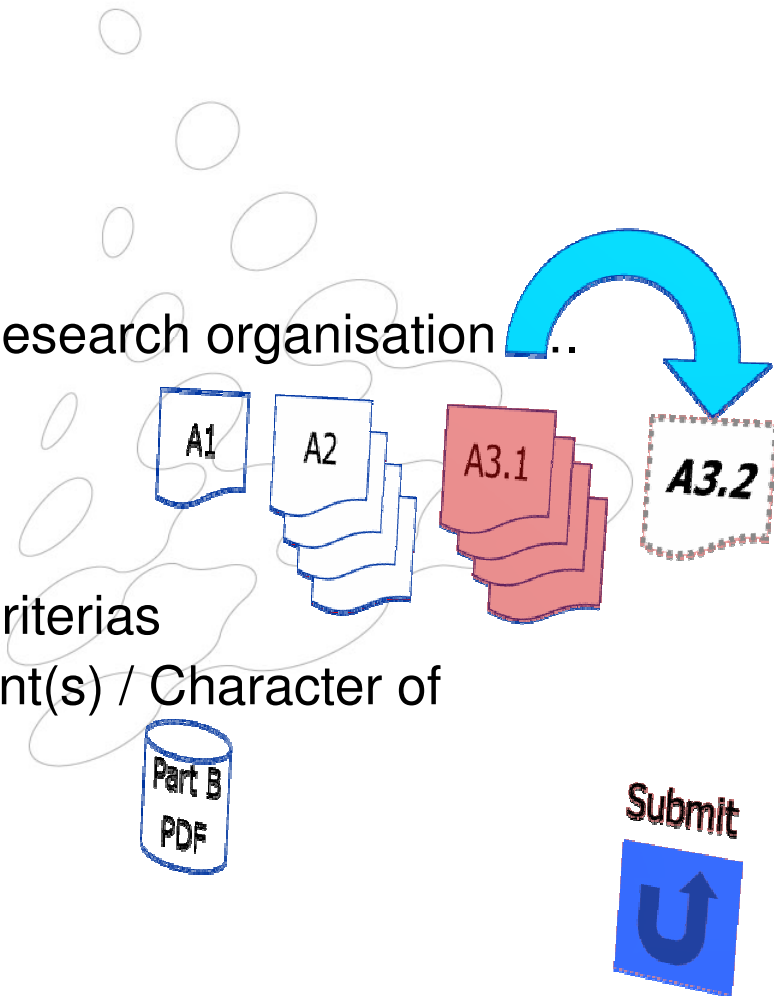 esearch organisation ...
A1
A2
A3.1
A3.2
riterias
nt(s) / Character of
Part B
PDF
Submit